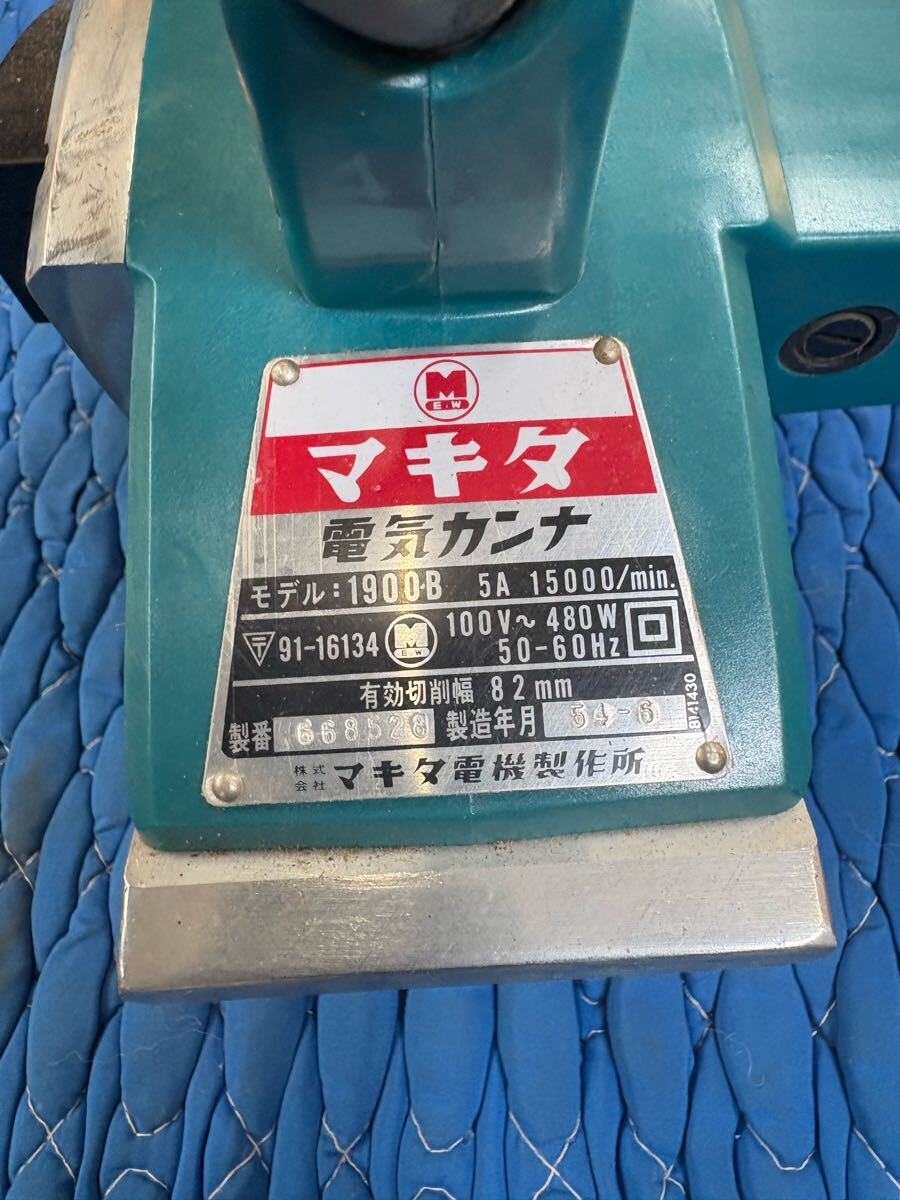 M
E.W
マキタ
電気カンナ
モデル:1900-B 5A 15000/min.
〒 91-16134 M E.W 100V～ 480W
50-60Hz
有効切削幅 82mm
製番 668528 製造年月 54-6
株式会社 マキタ電機製作所
BV1430